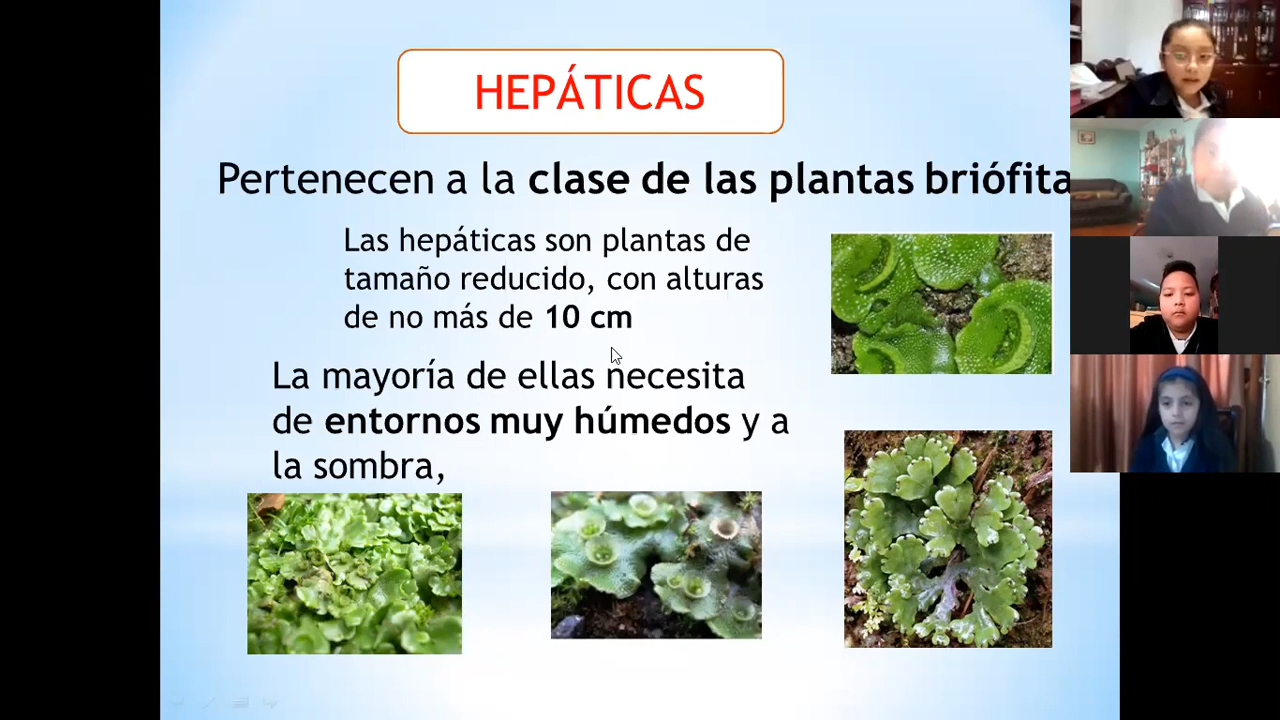 HEPÁTICAS
Pertenecen a la clase de las plantas briófita
Las hepáticas son plantas de
tamaño reducido, con alturas
de no más de 10 cm
La mayoría de ellas necesita
de entornos muy húmedos y a
la sombra,